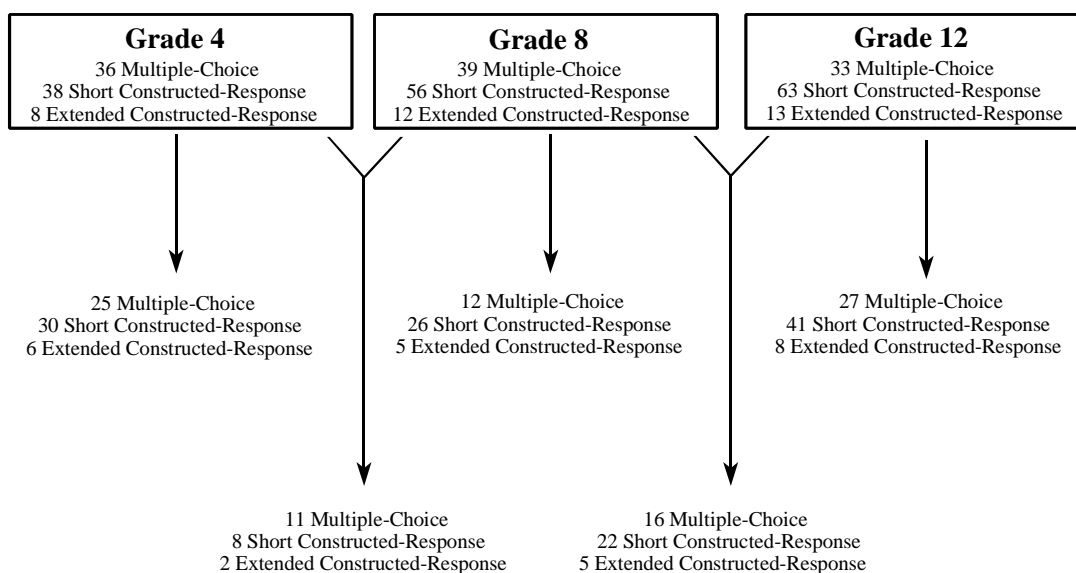 Grade 4
36 Multiple-Choice
38 Short Constructed-Response
8 Extended Constructed-Response
Grade 8
39 Multiple-Choice
56 Short Constructed-Response
12 Extended Constructed-Response
Grade 12
33 Multiple-Choice
63 Short Constructed-Response
13 Extended Constructed-Response
25 Multiple-Choice
30 Short Constructed-Response
6 Extended Constructed-Response
12 Multiple-Choice
26 Short Constructed-Response
5 Extended Constructed-Response
27 Multiple-Choice
41 Short Constructed-Response
8 Extended Constructed-Response
11 Multiple-Choice
8 Short Constructed-Response
2 Extended Constructed-Response
16 Multiple-Choice
22 Short Constructed-Response
5 Extended Constructed-Response